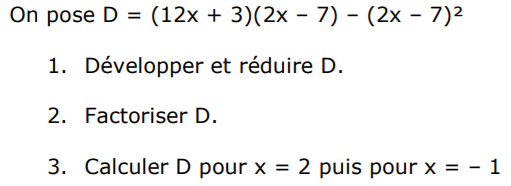 On pose D = (12x + 3)(2x – 7) – (2x – 7)²
1. Développer et réduire D.
2. Factoriser D.
3. Calculer D pour x = 2 puis pour x = – 1